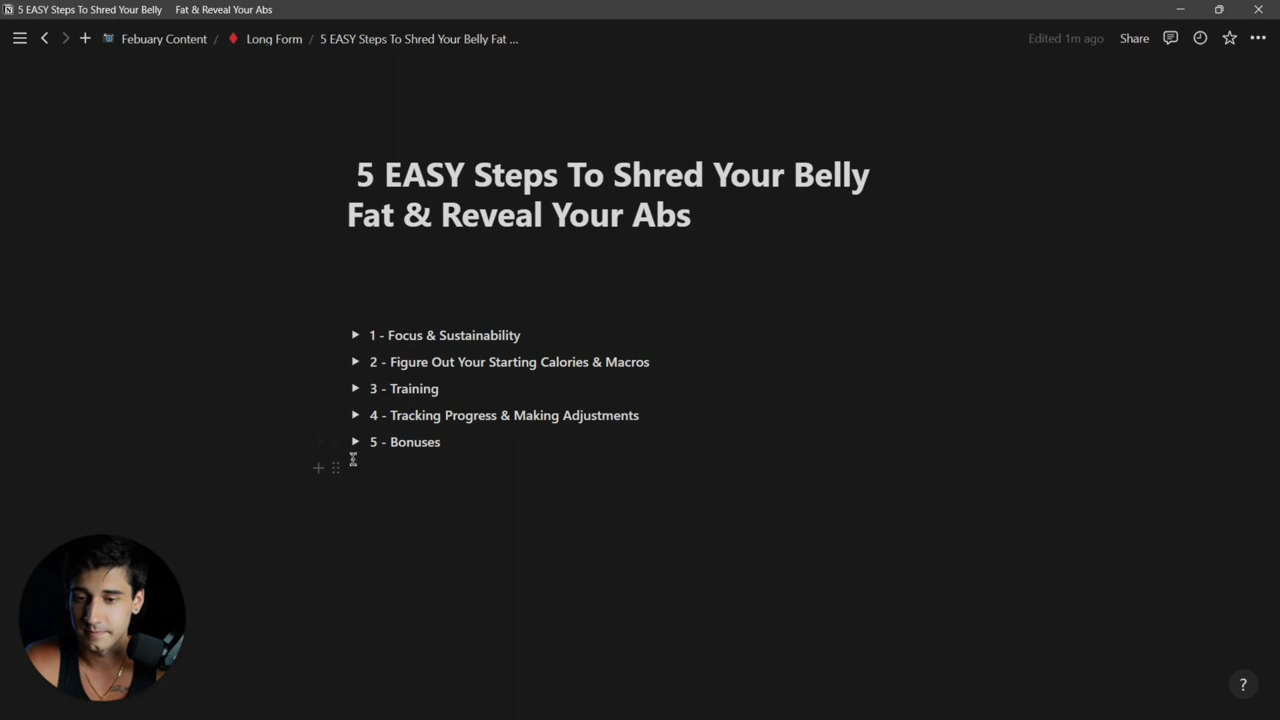 5 EASY Steps To Shred Your Belly Fat & Reveal Your Abs
Febuary Content / Long Form / 5 EASY Steps To Shred Your Belly Fat ...
Edited 1m ago Share
5 EASY Steps To Shred Your Belly
Fat & Reveal Your Abs
1 - Focus & Sustainability
2 - Figure Out Your Starting Calories & Macros
3 - Training
4 - Tracking Progress & Making Adjustments
5 - Bonuses
?